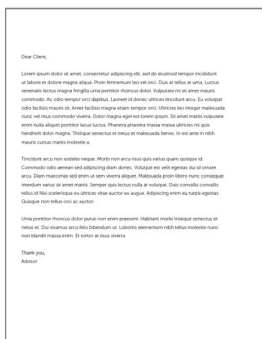 Dear Client,
Lorem ipsum dolor sit amet, consectetur adipiscing elit, sed do eiusmod tempor incididunt
ut labore et dolore magna aliqua. Proin fermentum leo vel orci. Duis at tellus at urna. Luctus
venenatis lectus magna fringilla urna porttitor rhoncus dolor. Vulputate mi sit amet mauris
commodo. Ac odio tempor orci dapibus. Laoreet id donec ultrices tincidunt arcu. Eu volutpat
odio facilisis mauris sit. Amet facilisis magna etiam tempor orci. Ultricies leo integer malesuada
nunc vel risus commodo viverra. Dolor magna eget est lorem ipsum. Sit amet mattis vulputate
enim nulla aliquet porttitor lacus luctus. Pharetra pharetra massa massa ultricies mi quis
hendrerit dolor magna. Tristique senectus et netus et malesuada fames. In est ante in nibh
mauris cursus mattis molestie a.
Tincidunt arcu non sodales neque. Morbi non arcu risus quis varius quam quisque id.
Commodo odio aenean sed adipiscing diam donec. Volutpat est velit egestas dui id ornare
arcu. Diam maecenas sed enim ut sem viverra aliquet. Malesuada proin libero nunc consequat
interdum varius sit amet mattis. Semper quis lectus nulla at volutpat. Duis convallis convallis
tellus id. Nisi scelerisque eu ultrices vitae auctor eu augue. Adipiscing enim eu turpis egestas.
Quisque non tellus orci ac auctor.
Urna porttitor rhoncus dolor purus non enim praesent. Habitant morbi tristique senectus et
netus et. Dui vivamus arcu felis bibendum ut. Lobortis elementum nibh tellus molestie nunc
non blandit massa enim. Et tortor at risus viverra.
Thank you,
Advisor